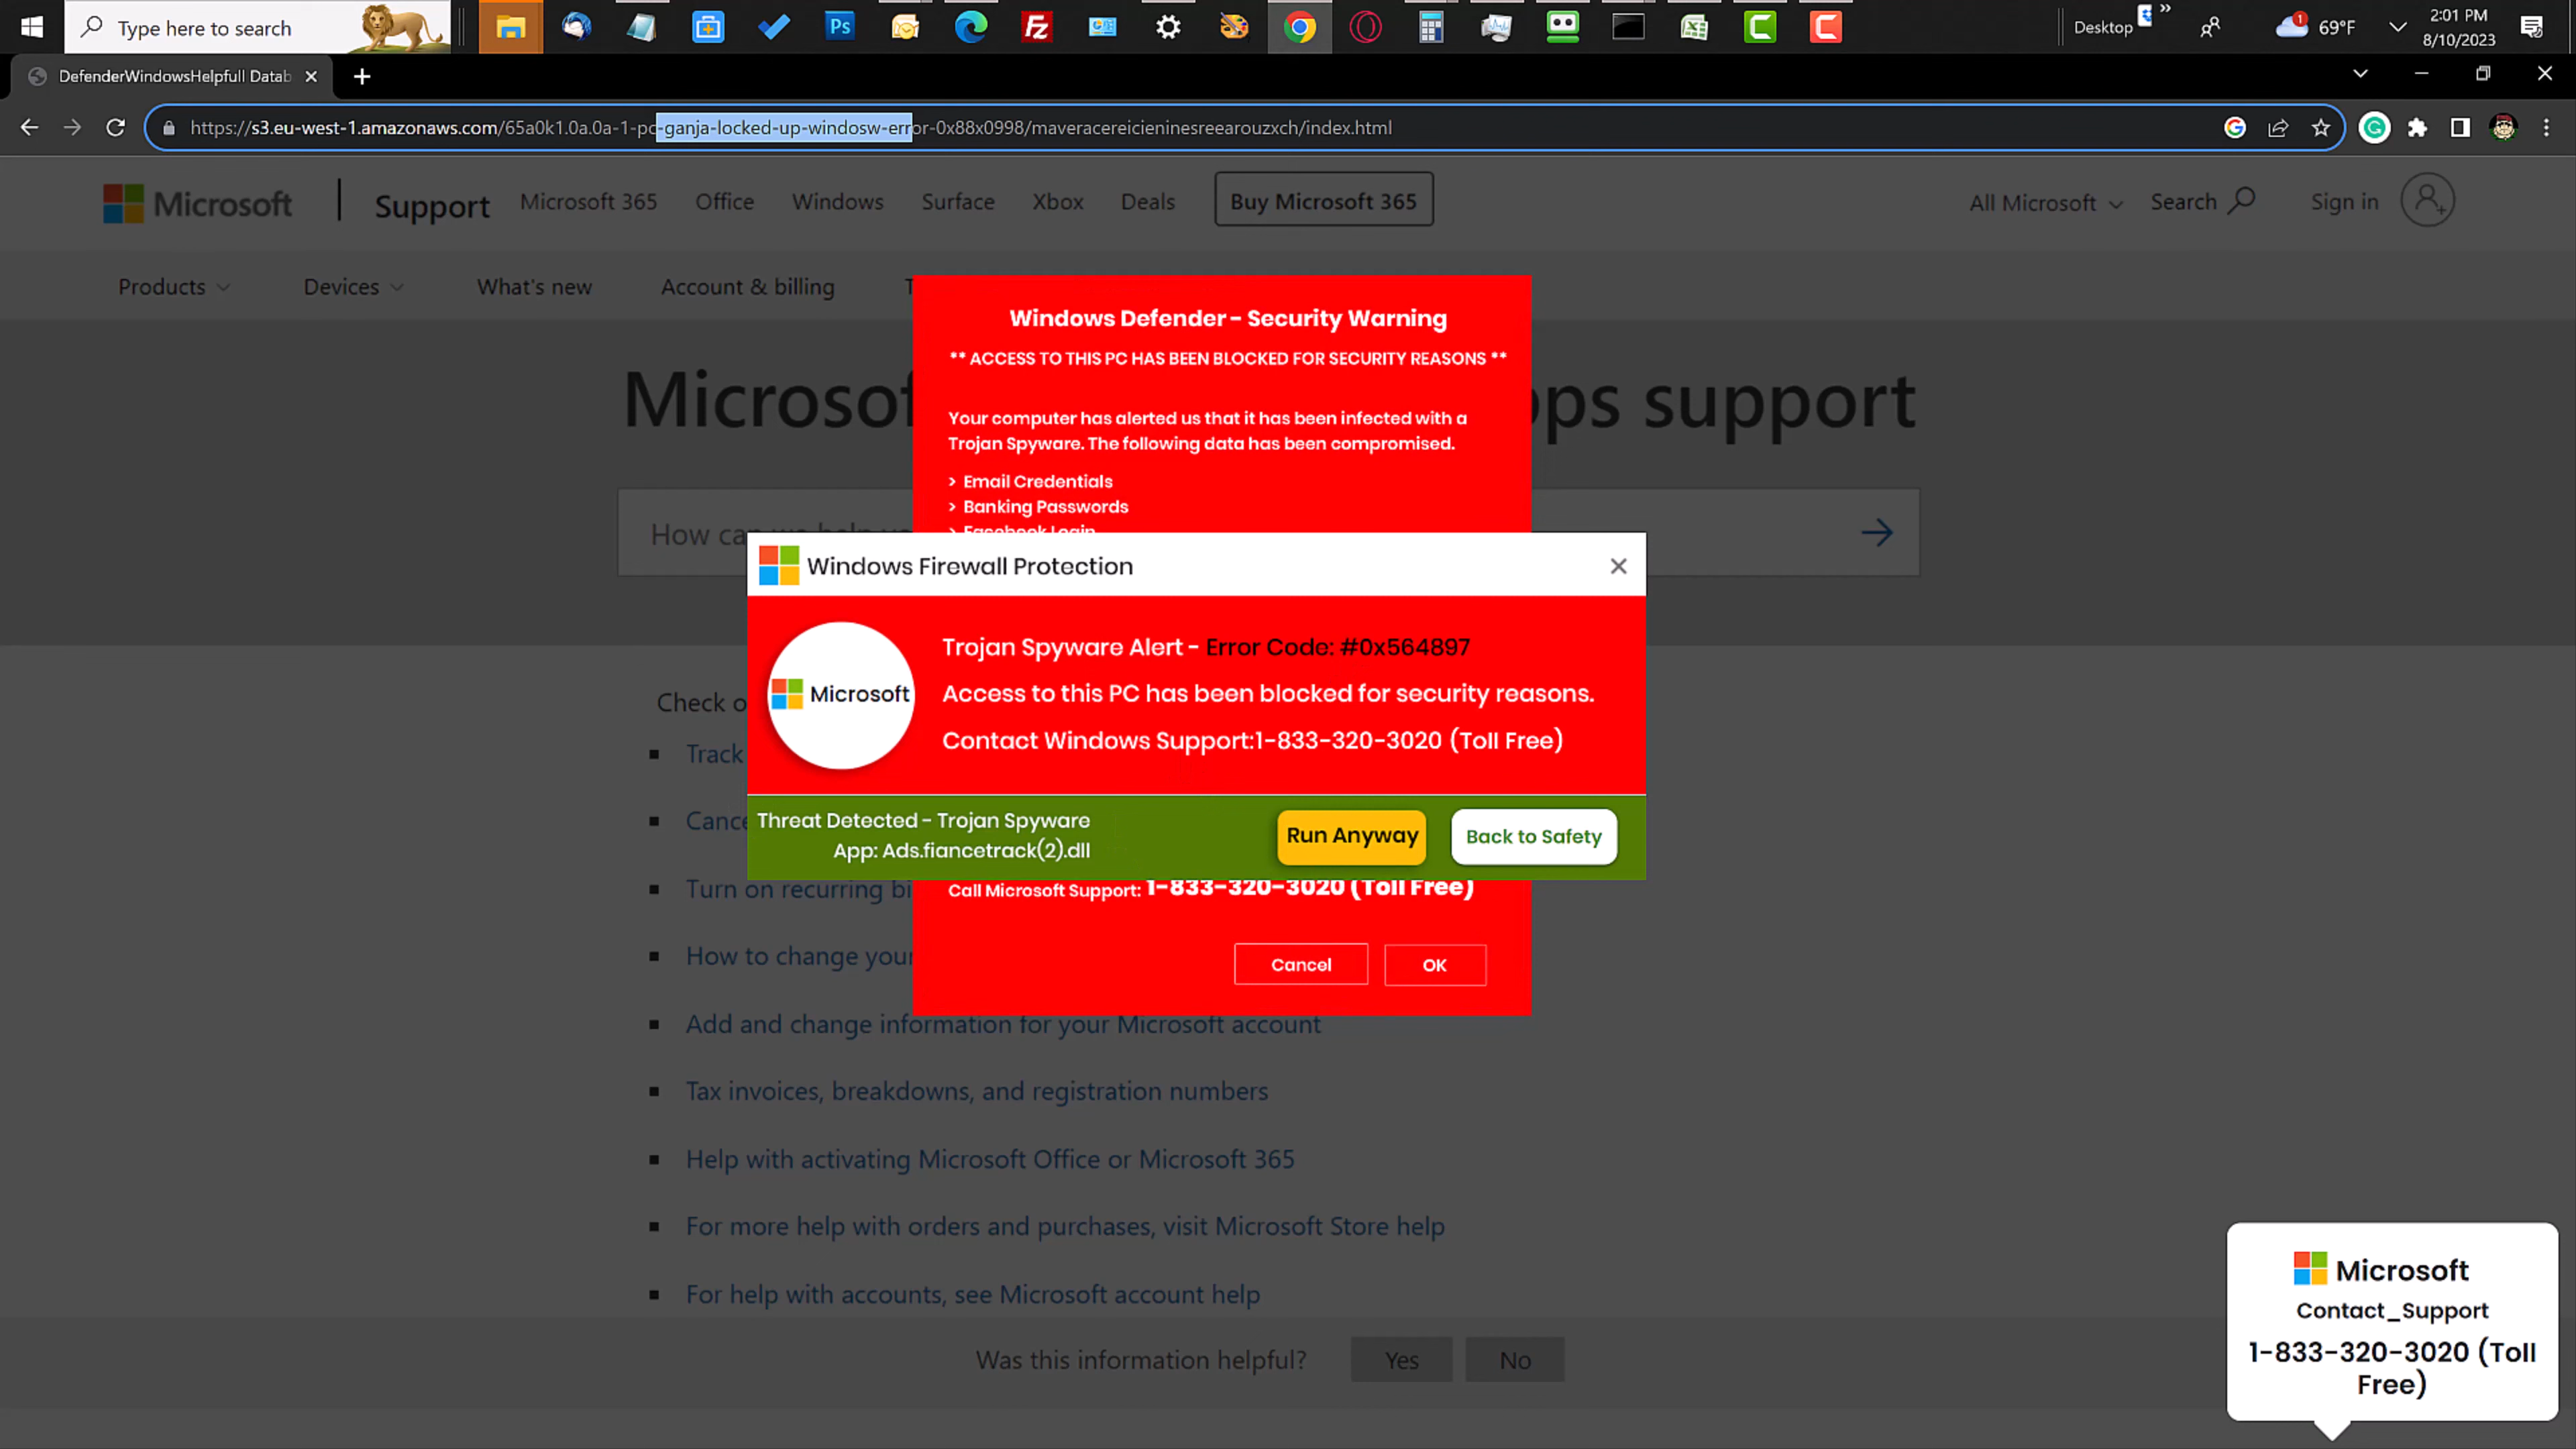 Type here to search
Desktop
69°F
2:01 PM
8/10/2023
DefenderWindowsHelpfull Datab
https://s3.eu-west-1.amazonaws.com/65a0k1.0a.0a-1-pc-ganja-locked-up-windosw-error-0x88x0998/maveracereicieninesreearouzxch/index.html
Microsoft
Support
Microsoft 365
Office
Windows
Surface
Xbox
Deals
Buy Microsoft 365
All Microsoft
Search
Sign in
Products
Devices
What's new
Account & billing
Windows Defender - Security Warning
** ACCESS TO THIS PC HAS BEEN BLOCKED FOR SECURITY REASONS **
support
Your computer has alerted us that it has been infected with a
Trojan Spyware. The following data has been compromised.
> Email Credentials
> Banking Passwords
> Facebook Login
How can we help
Windows Firewall Protection
Microsoft
Trojan Spyware Alert - Error Code: #0x564897
Access to this PC has been blocked for security reasons.
Contact Windows Support:1-833-320-3020 (Toll Free)
Threat Detected - Trojan Spyware
App: Ads.fiancetrack(2).dll
Run Anyway
Back to Safety
Call Microsoft Support: 1-833-320-3020 (Toll Free)
Cancel
OK
Check
Track
Turn on recurring
How to change your
Add and change information for your Microsoft account
Tax invoices, breakdowns, and registration numbers
Help with activating Microsoft Office or Microsoft 365
For more help with orders and purchases, visit Microsoft Store help
For help with accounts, see Microsoft account help
Was this information helpful?
Yes
No
Microsoft
Contact_Support
1-833-320-3020 (Toll
Free)